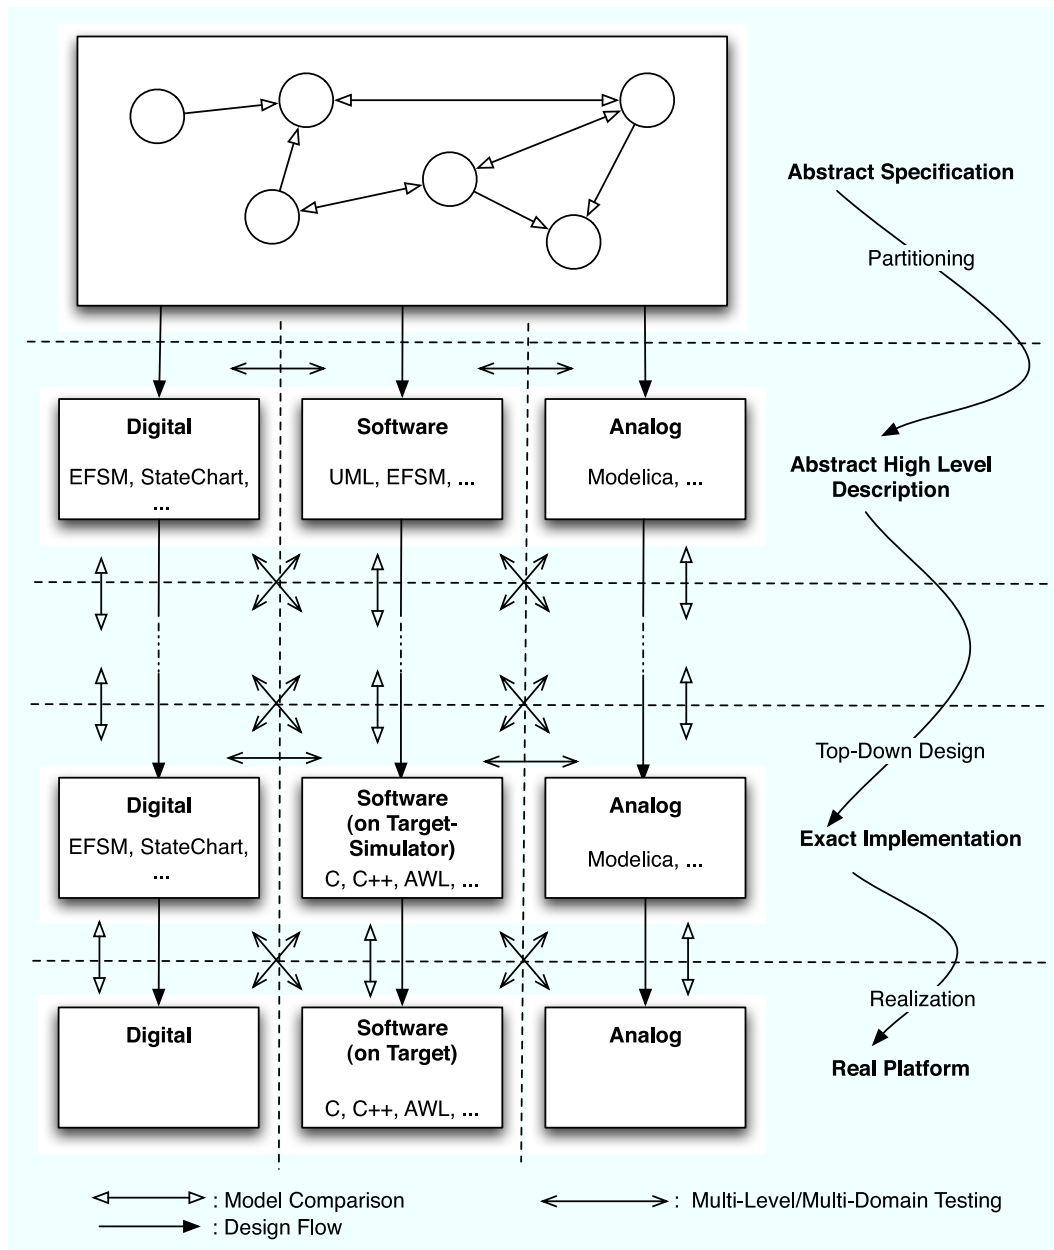 Abstract Specification
Partitioning
Digital
EFSM, StateChart,
...
Software
UML, EFSM, ...
Analog
Modelica, ...
Abstract High Level
Description
Top-Down Design
Digital
EFSM, StateChart,
...
Software
(on Target-
Simulator)
C, C++, AWL, ...
Analog
Modelica, ...
Exact Implementation
Realization
Digital
Software
(on Target)
C, C++, AWL, ...
Analog
Real Platform
: Model Comparison
: Multi-Level/Multi-Domain Testing
: Design Flow